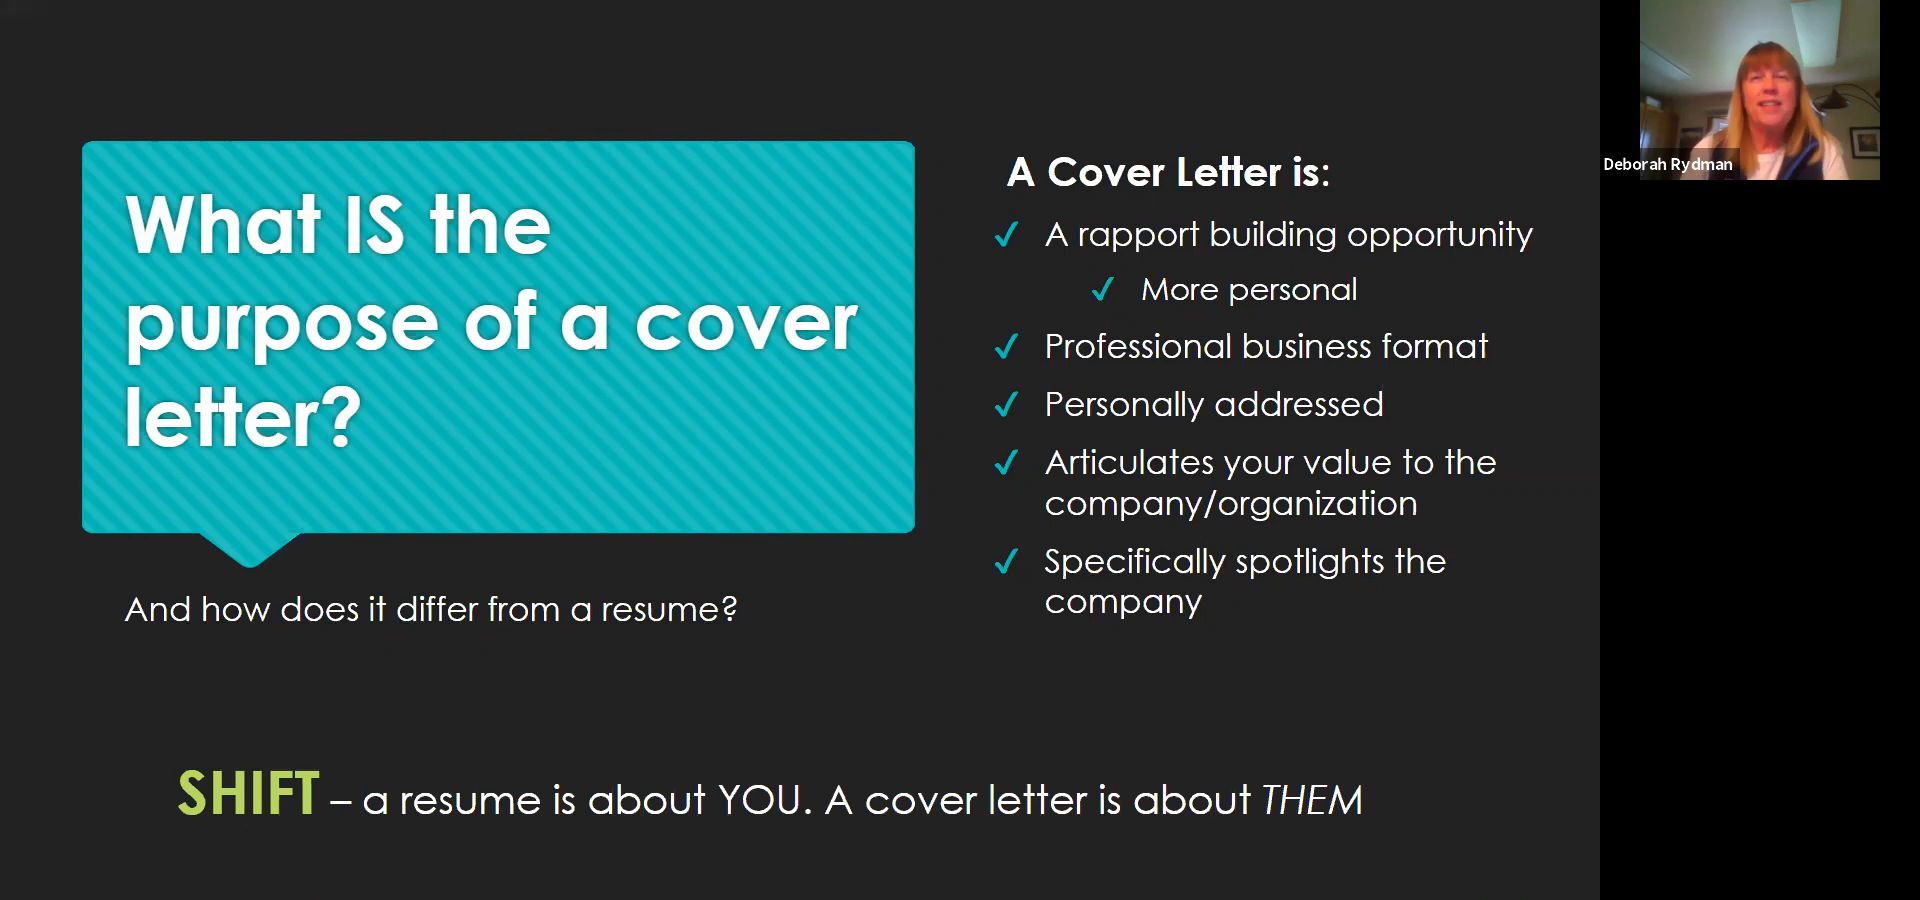 What IS the
purpose of a cover
letter?
And how does it differ from a resume?
A Cover Letter is:
✓ A rapport building opportunity
✓ More personal
✓ Professional business format
✓ Personally addressed
✓ Articulates your value to the
company/organization
✓ Specifically spotlights the
company
SHIFT – a resume is about YOU. A cover letter is about THEM
Deborah Rydman